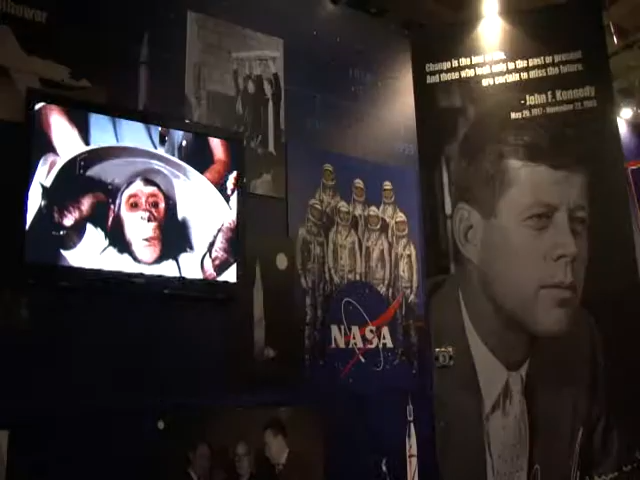 Change is the law
And those who look only to the past or present
are certain to miss the future.
- John F. Kennedy
May 29, 1917 - November 22, 1963
NASA